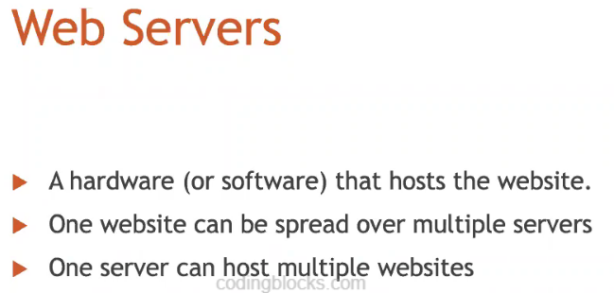 Web Servers
A hardware (or software) that hosts the website.
One website can be spread over multiple servers
One server can host multiple websites
codingblocks.com